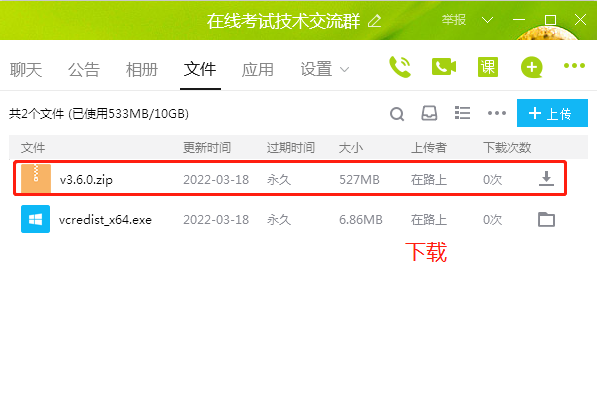 在线考试技术交流群
举报
聊天 公告 相册 文件 应用 设置
课
共2个文件 (已使用533MB/10GB)
上传
文件 更新时间 过期时间 大小 上传者 下载次数
v3.6.0.zip 2022-03-18 永久 527MB 在路上 0次
vcredist_x64.exe 2022-03-18 永久 6.86MB 在路上 0次
下载